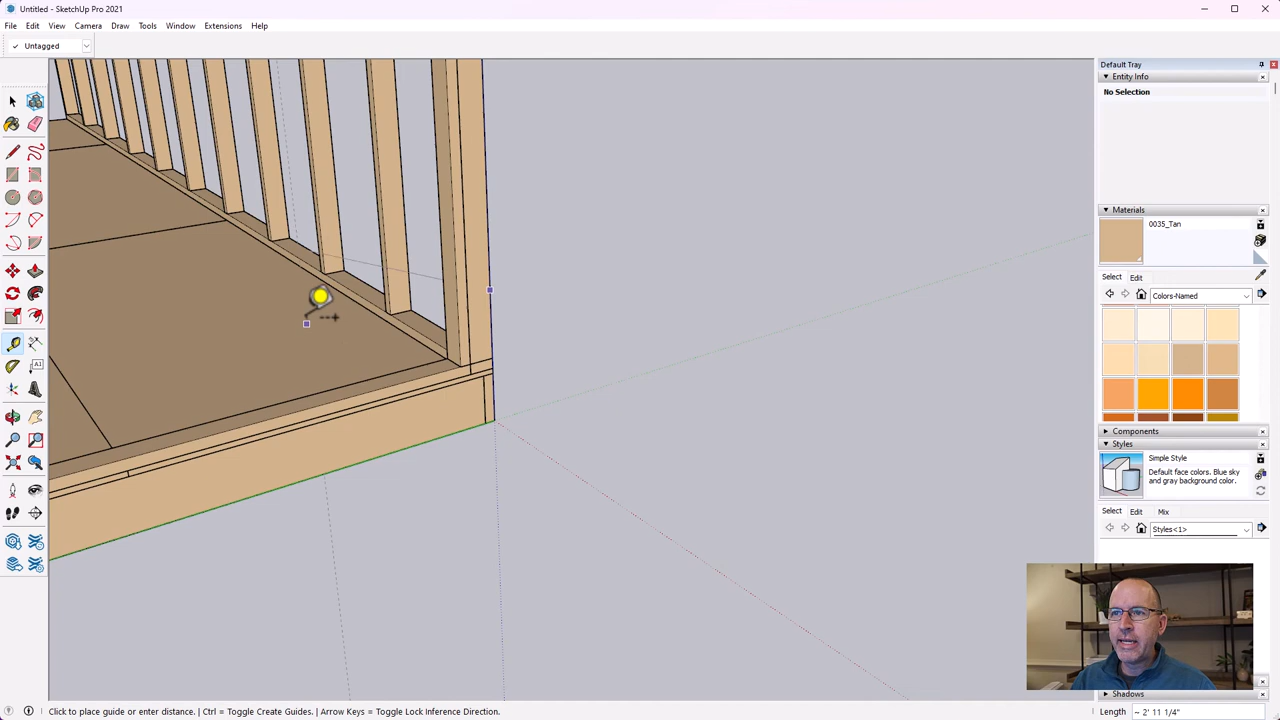 Untitled - SketchUp Pro 2021
File Edit View Camera Draw Tools Window Extensions Help
Untagged
Default Tray
Entity Info
No Selection
Materials
0035_Tan
Select Edit
Colors-Named
Components
Styles
Simple Style
Default face colors. Blue sky
and gray background color.
Select Edit Mix
Styles<1>
Shadows
Click to place guide or enter distance. | Ctrl = Toggle Create Guides. | Arrow Keys = Toggle Lock Inference Direction.
Length ~ 2' 11 1/4"